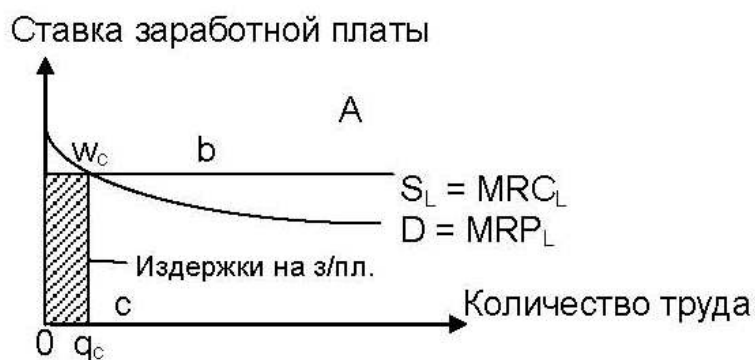 Ставка заработной платы
A
wc b
SL = MRCL
D = MRPL
Издержки на з/пл.
c
Количество труда
0 qc